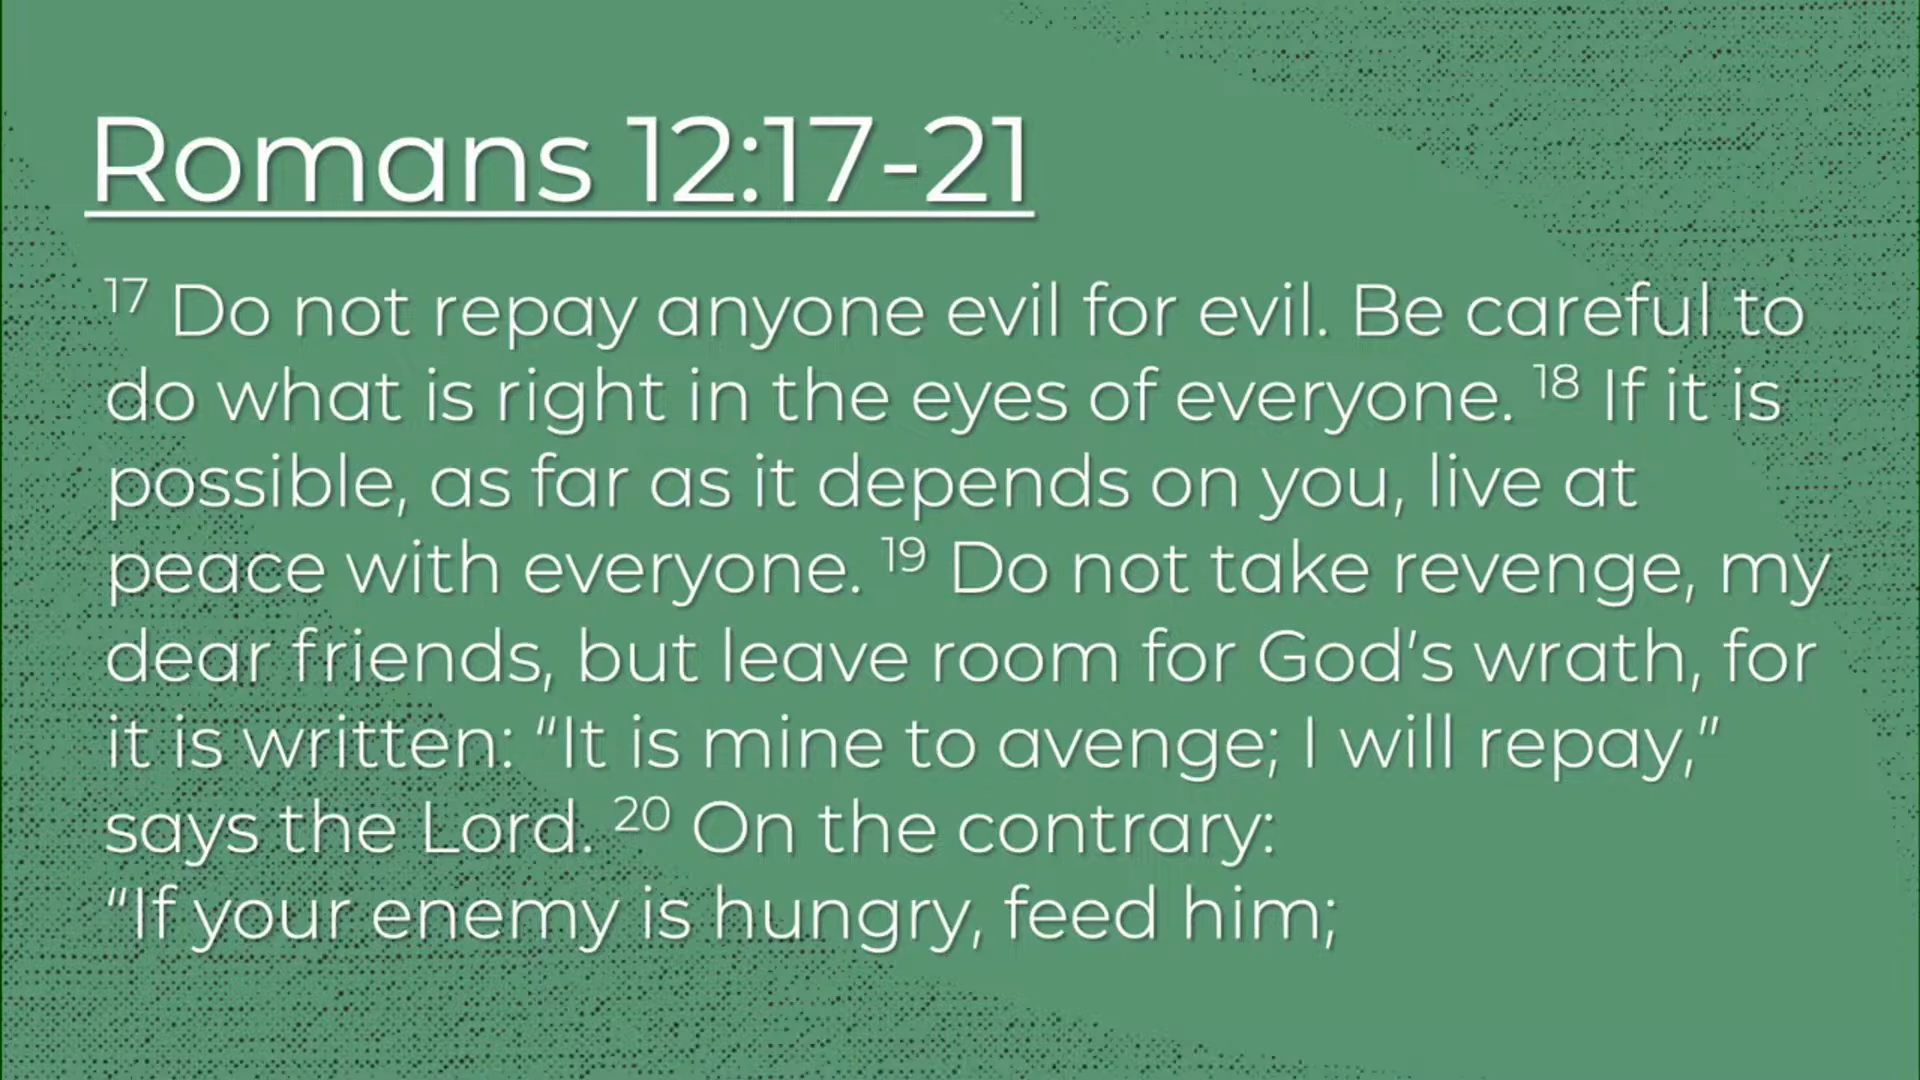 Romans 12:17-21
17 Do not repay anyone evil for evil. Be careful to
do what is right in the eyes of everyone. 18 If it is
possible, as far as it depends on you, live at
peace with everyone. 19 Do not take revenge, my
dear friends, but leave room for God’s wrath, for
it is written: “It is mine to avenge; I will repay,”
says the Lord. 20 On the contrary:
“If your enemy is hungry, feed him;